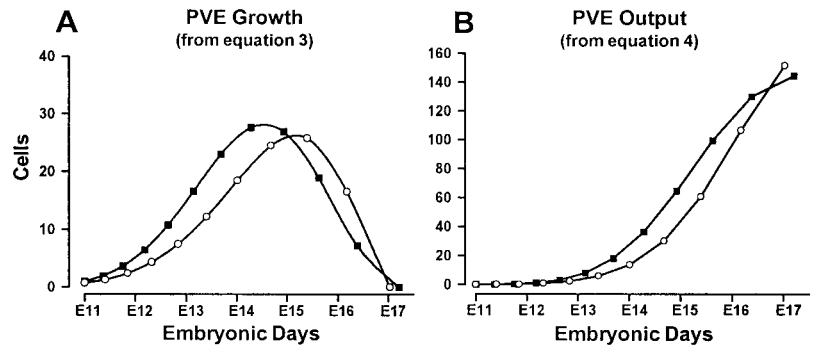 A
PVE Growth
(from equation 3)
40
30
20
10
0
Cells
E11 E12 E13 E14 E15 E16 E17
Embryonic Days
B
PVE Output
(from equation 4)
160
140
120
100
80
60
40
20
0
E11 E12 E13 E14 E15 E16 E17
Embryonic Days